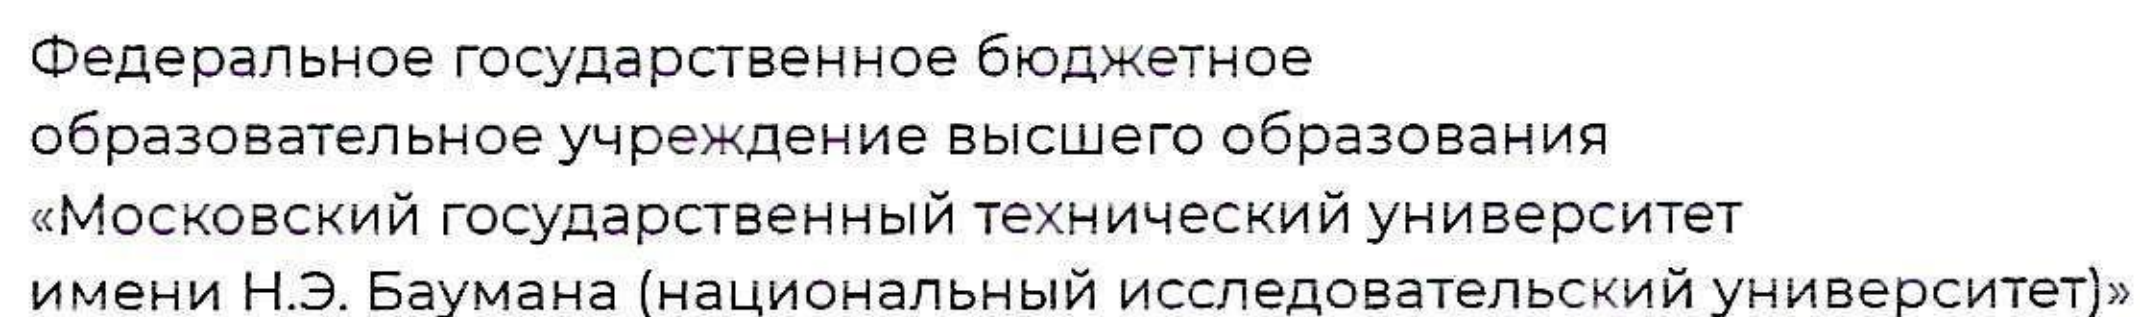 Федеральное государственное бюджетное
образовательное учреждение высшего образования
«Московский государственный технический университет
имени Н.Э. Баумана (национальный исследовательский университет)»